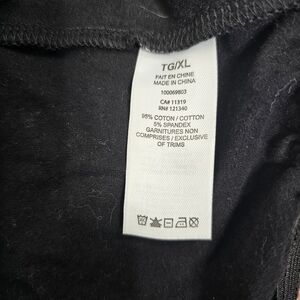 TG/XL
FAIT EN CHINE
MADE IN CHINA
100069803
CA# 11319
RN# 121340
95% COTON / COTTON
5% SPANDEX
GARNITURES NON
COMPRISES / EXCLUSIVE
OF TRIMS